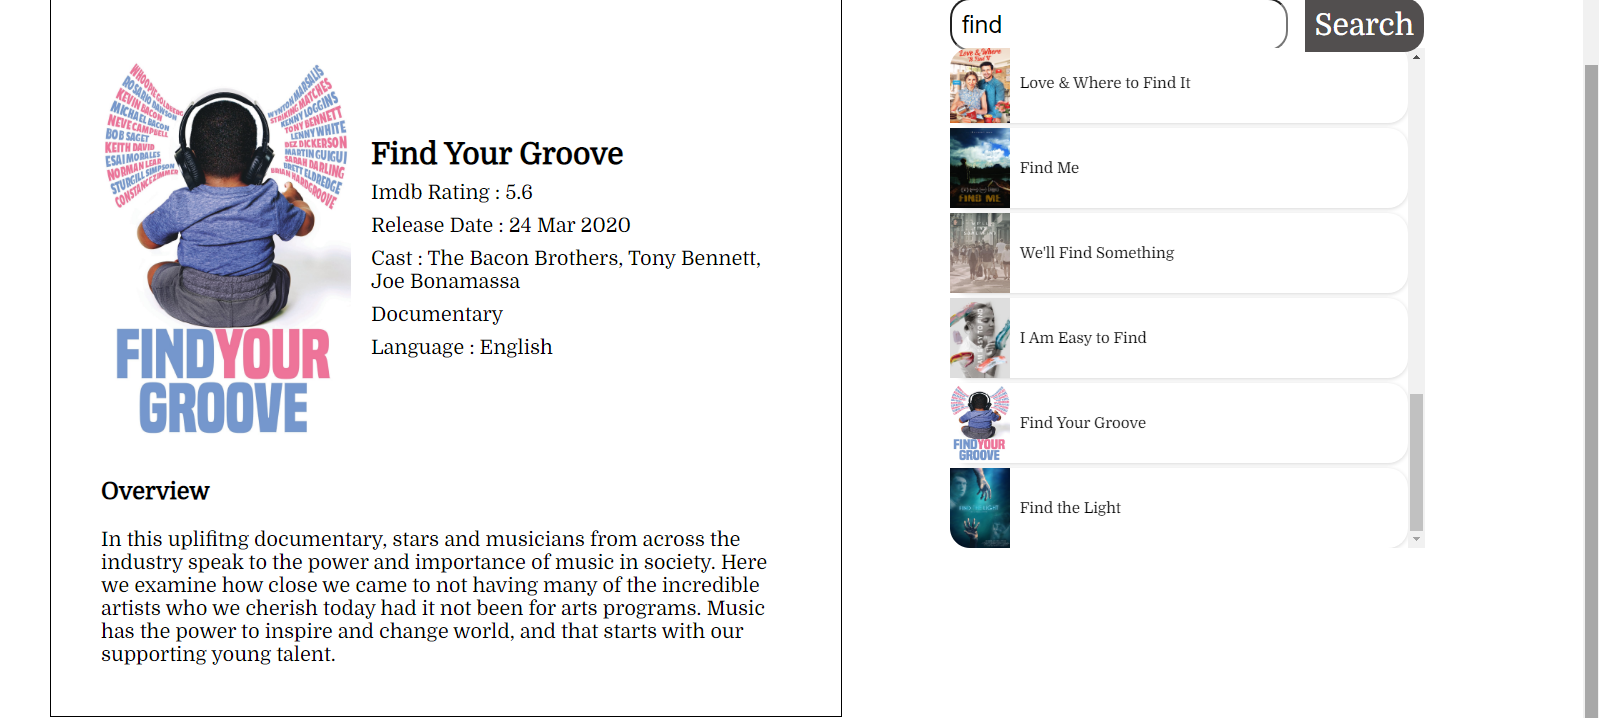 find
Search
WHOOPI GOLDBERG
ROSARIO DAWSON
KEVIN BACON
MICHAEL BACON
NEVE CAMPBELL
BOB SAGET
KEITH DAVID
ESAI MORALES
NORMAN LEAR
STURGILL SIMPSON
CONSTANCE ZIMMER
WYNTON MARSALIS
STRIKING MATCHES
KENNY LOGGINS
TONY BENNETT
LENNY WHITE
DEZ DICKERSON
MARTIN GUIGUI
SARAH DARLING
BRETT ELDREDGE
BRIAN HARDGROOVE
FINDYOUR
GROOVE
Find Your Groove
Imdb Rating : 5.6
Release Date : 24 Mar 2020
Cast : The Bacon Brothers, Tony Bennett,
Joe Bonamassa
Documentary
Language : English
Overview
In this uplifitng documentary, stars and musicians from across the
industry speak to the power and importance of music in society. Here
we examine how close we came to not having many of the incredible
artists who we cherish today had it not been for arts programs. Music
has the power to inspire and change world, and that starts with our
supporting young talent.
Love & Where
to Find It
Love & Where to Find It
FIND ME
Find Me
We'll Find Something
I Am Easy to Find
FINDYOUR
GROOVE
Find Your Groove
FIND THE LIGHT
Find the Light